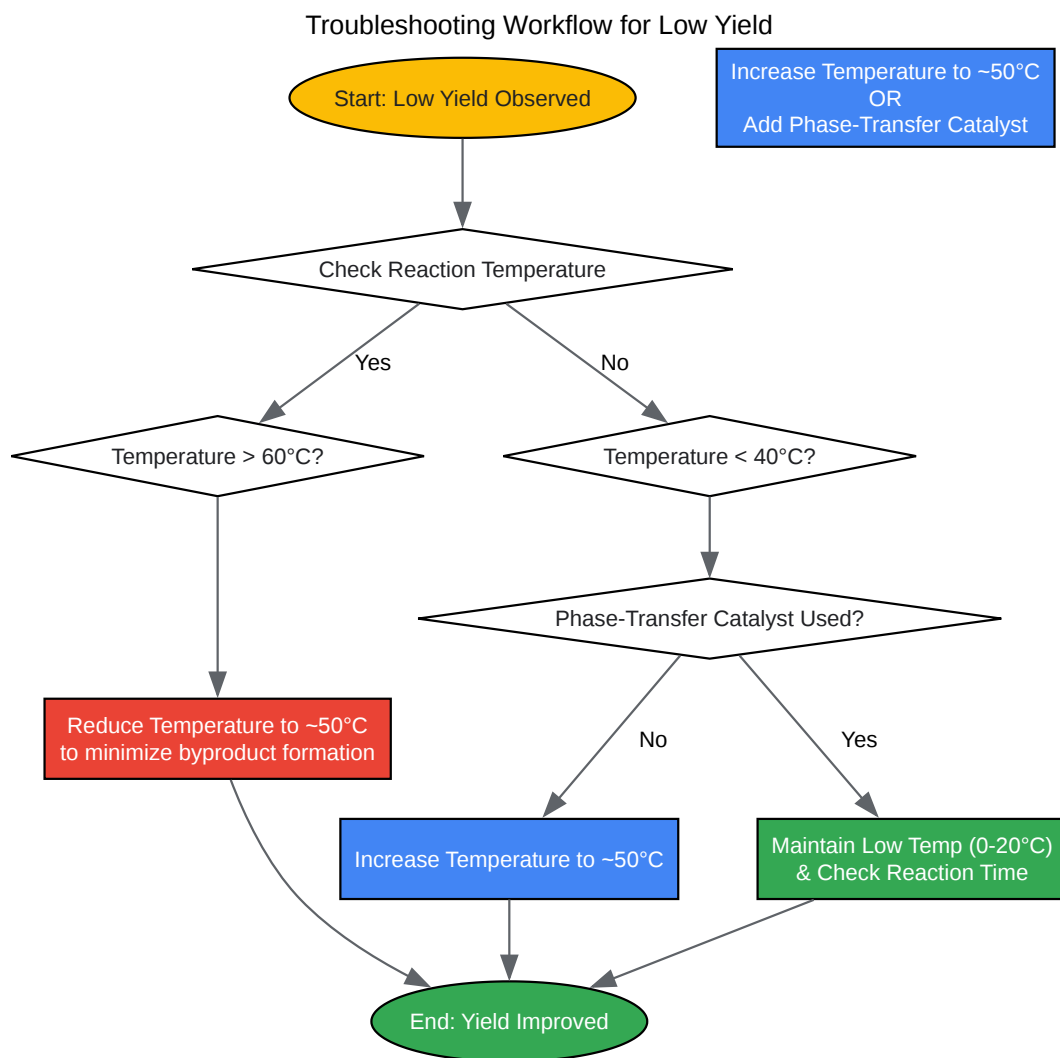 Troubleshooting Workflow for Low Yield
Start: Low Yield Observed
Increase Temperature to ~50°C
OR
Add Phase-Transfer Catalyst
Check Reaction Temperature
Yes
No
Temperature > 60°C?
Temperature < 40°C?
Phase-Transfer Catalyst Used?
Reduce Temperature to ~50°C
to minimize byproduct formation
No
Yes
Increase Temperature to ~50°C
Maintain Low Temp (0-20°C)
& Check Reaction Time
End: Yield Improved